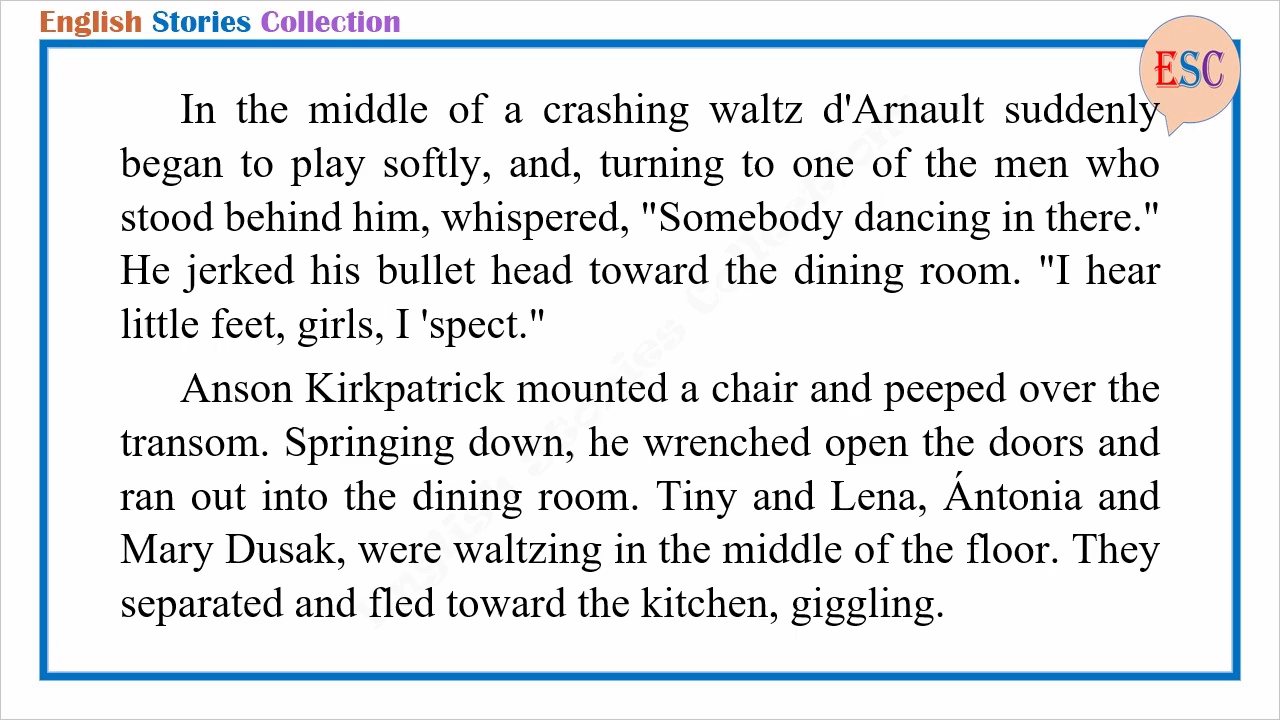 English Stories Collection
ESC
In the middle of a crashing waltz d'Arnault suddenly
began to play softly, and, turning to one of the men who
stood behind him, whispered, "Somebody dancing in there."
He jerked his bullet head toward the dining room. "I hear
little feet, girls, I 'spect."
Anson Kirkpatrick mounted a chair and peeped over the
transom. Springing down, he wrenched open the doors and
ran out into the dining room. Tiny and Lena, Ántonia and
Mary Dusak, were waltzing in the middle of the floor. They
separated and fled toward the kitchen, giggling.
English Stories Collection